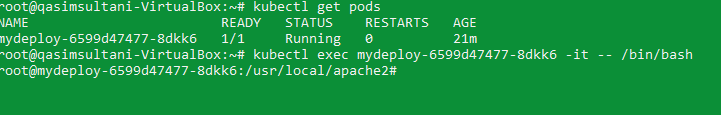 root@qasimsultani-VirtualBox:~# kubectl get pods
NAME READY STATUS RESTARTS AGE
mydeploy-6599d47477-8dkk6 1/1 Running 0 21m
root@qasimsultani-VirtualBox:~# kubectl exec mydeploy-6599d47477-8dkk6 -it -- /bin/bash
root@mydeploy-6599d47477-8dkk6:/usr/local/apache2#